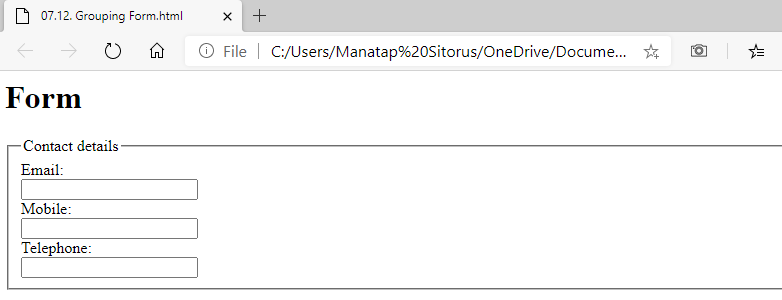 07.12. Grouping Form.html
File
C:/Users/Manatap%20Sitorus/OneDrive/Docume...
Form
Contact details
Email:
Mobile:
Telephone: